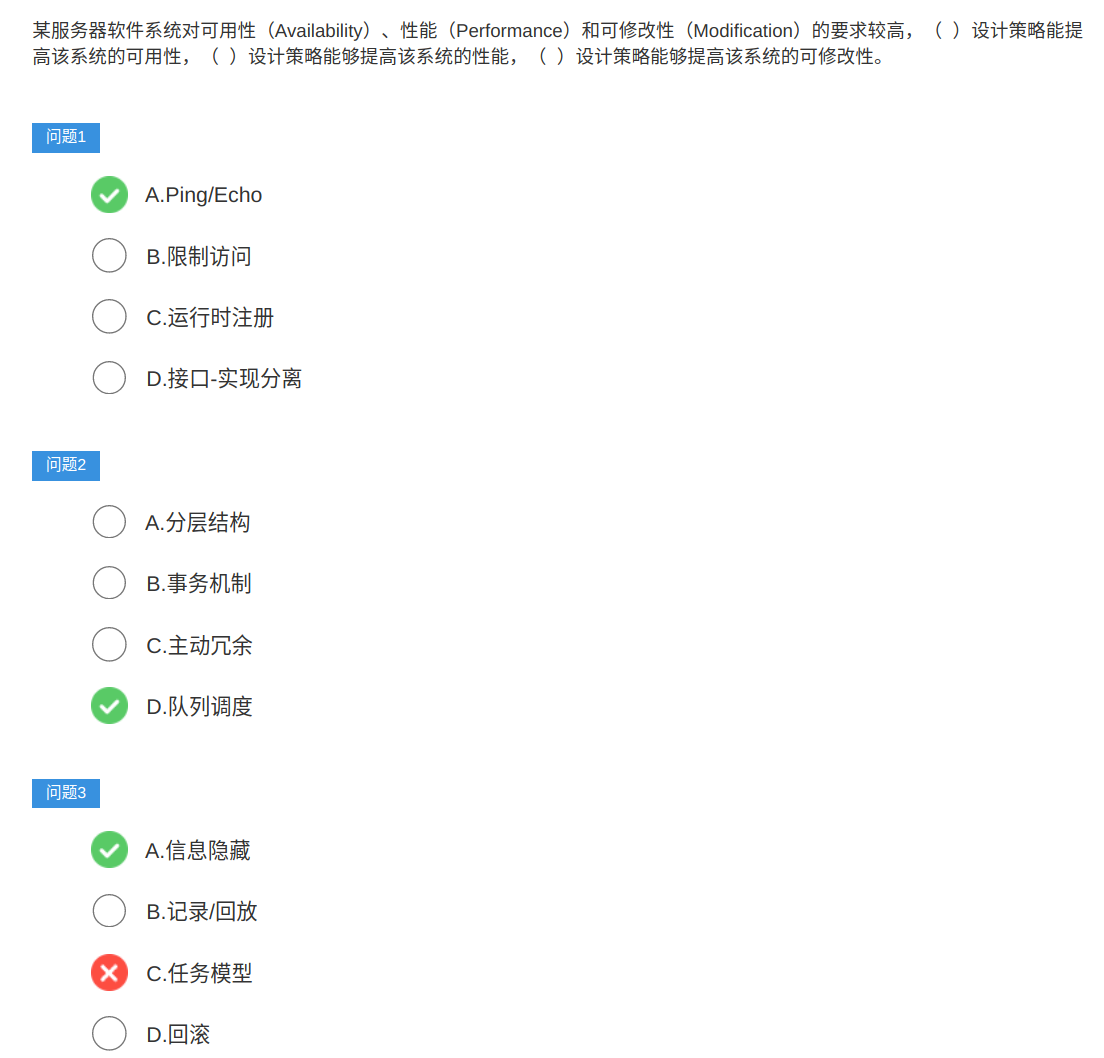 某服务器软件系统对可用性（Availability）、性能（Performance）和可修改性（Modification）的要求较高，（ ）设计策略能提
高该系统的可用性，（ ）设计策略能够提高该系统的性能，（ ）设计策略能够提高该系统的可修改性。
问题1
A.Ping/Echo
B.限制访问
C.运行时注册
D.接口-实现分离
问题2
A.分层结构
B.事务机制
C.主动冗余
D.队列调度
问题3
A.信息隐藏
B.记录/回放
C.任务模型
D.回滚